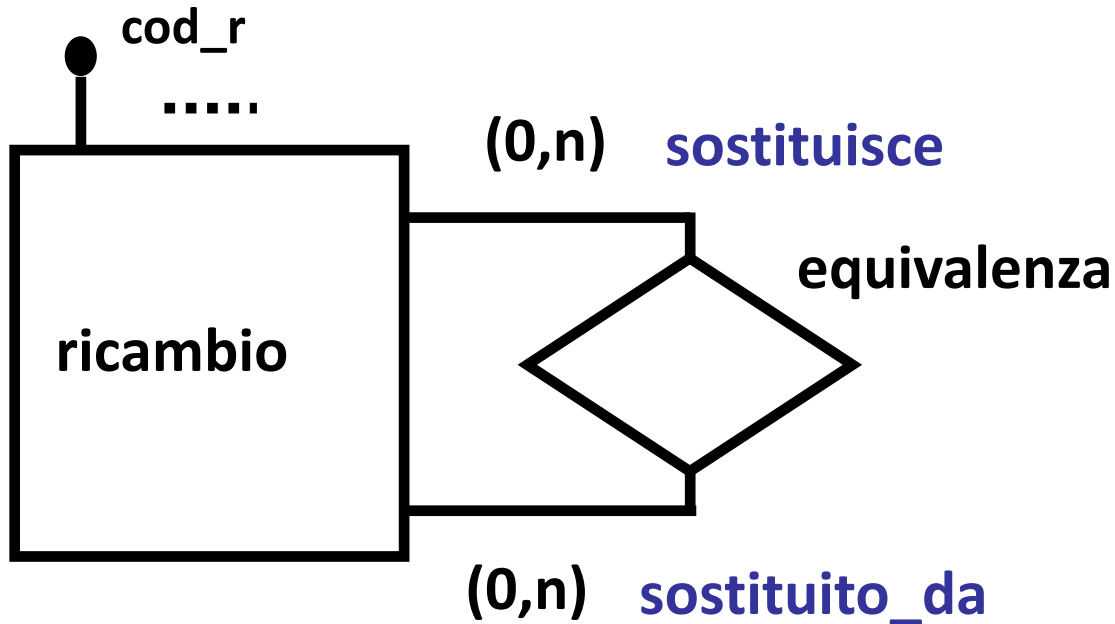 cod_r
.....
(0,n) sostituisce
equivalenza
ricambio
(0,n) sostituito_da